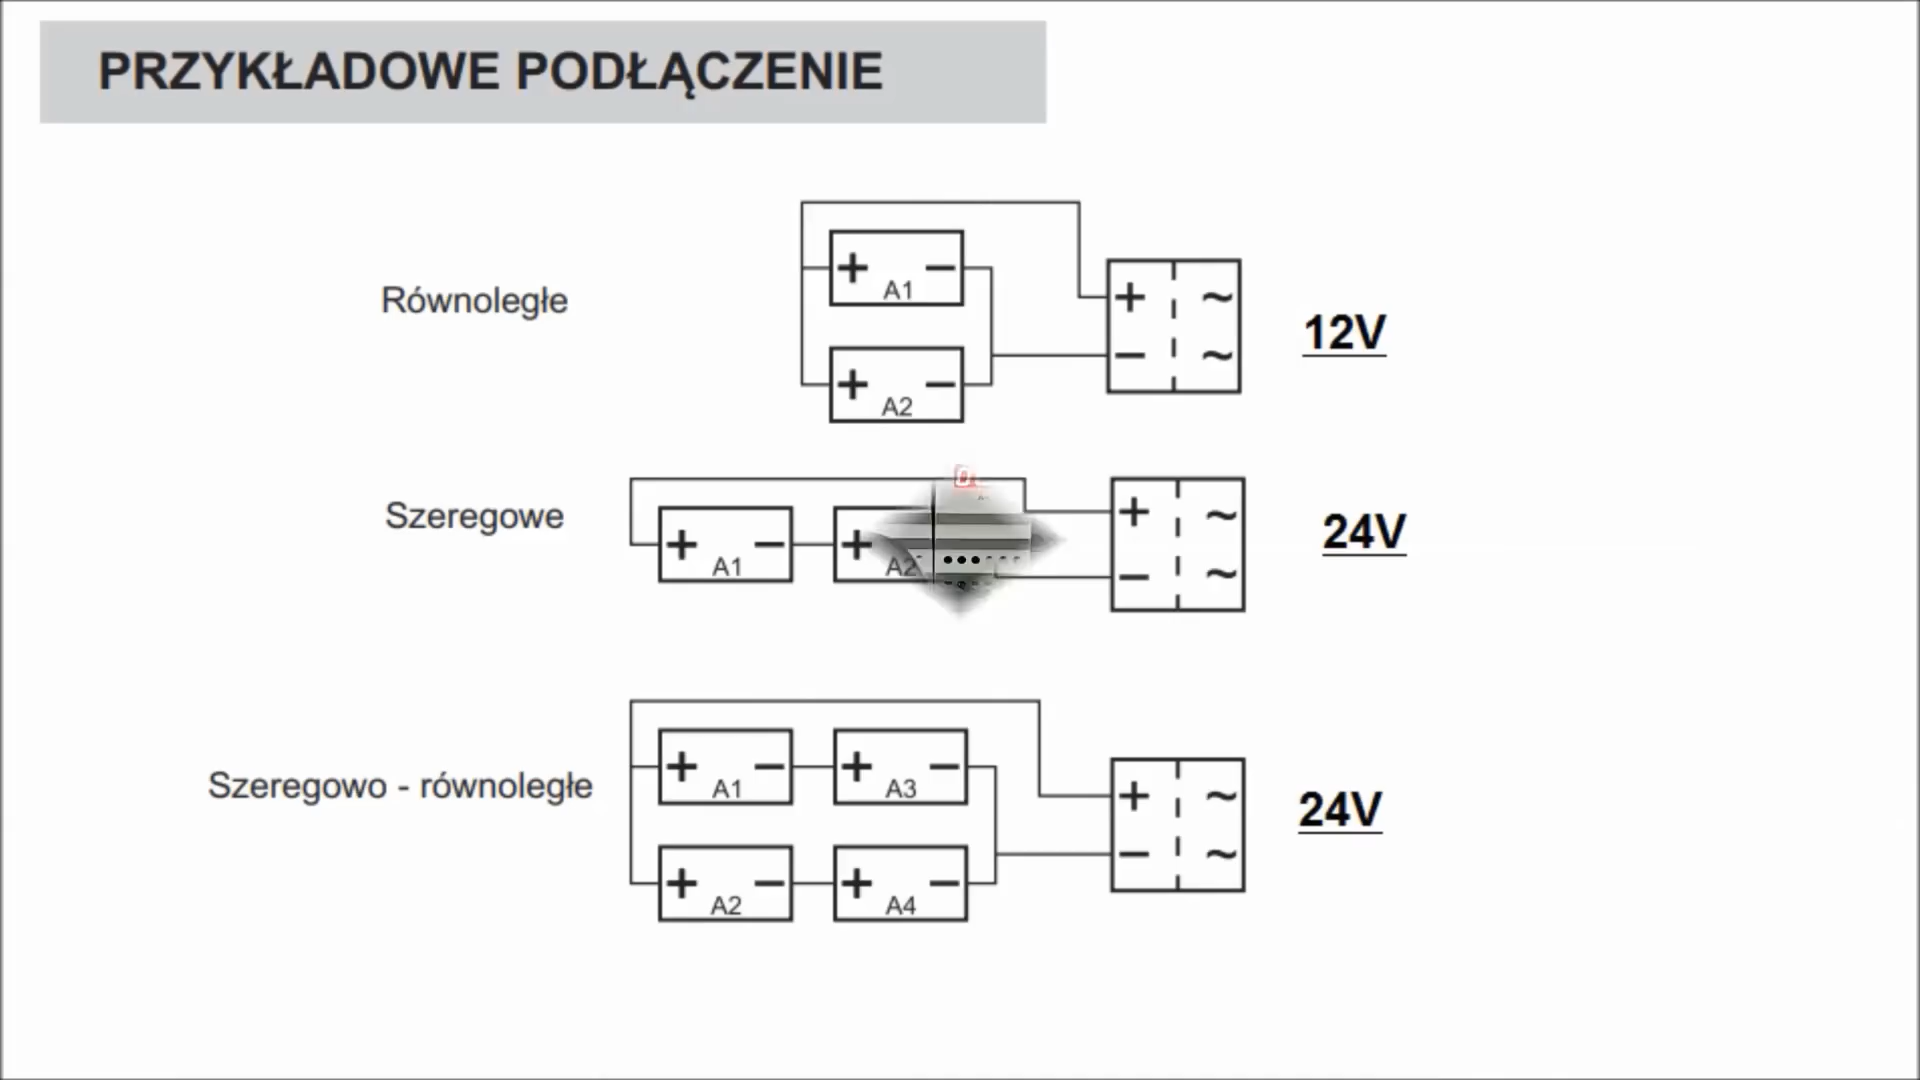 PRZYKŁADOWE PODŁĄCZENIE
Równoległe
+ −
A1
+ −
A2
+ ~
− ~
12V
Szeregowe
+ −
A1
+
A2
+ ~
− ~
24V
Szeregowo - równoległe
+ −
A1
+ −
A3
+ −
A2
+ −
A4
+ ~
− ~
24V